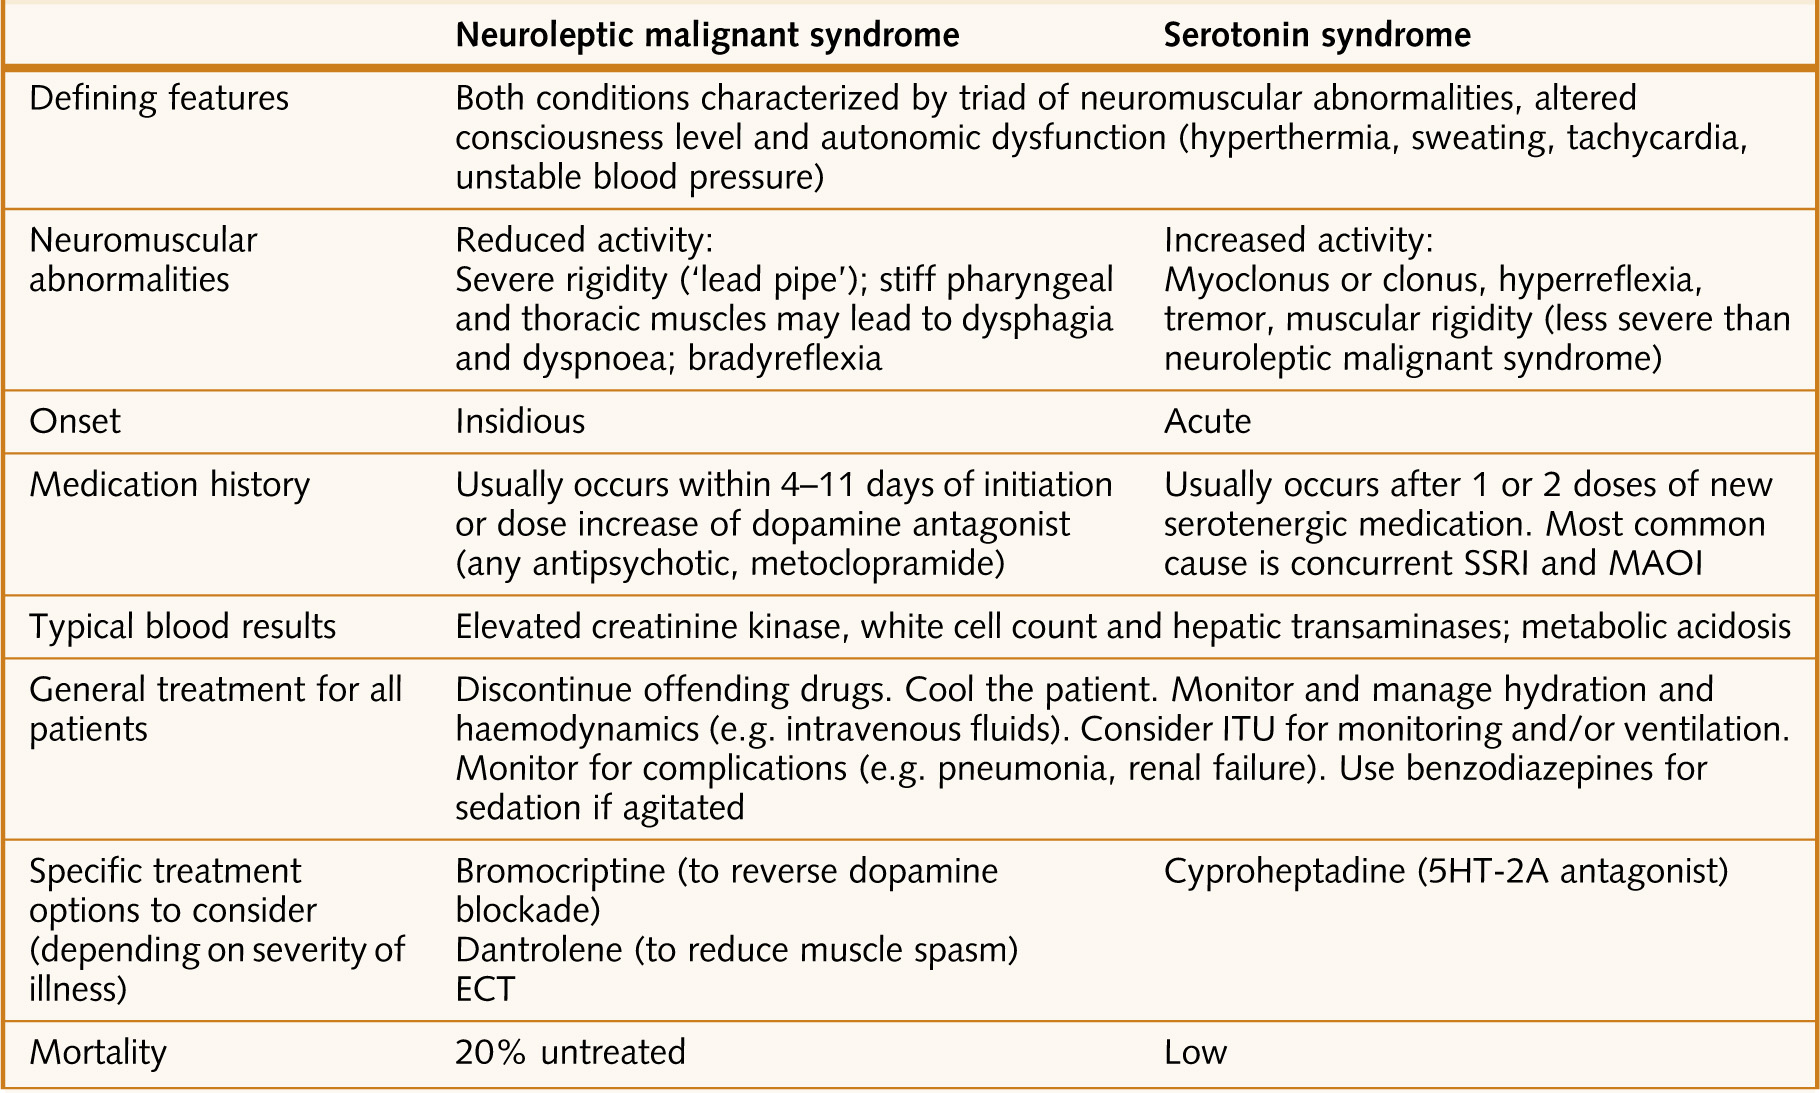 Neuroleptic malignant syndrome Serotonin syndrome
Defining features Both conditions characterized by triad of neuromuscular abnormalities, altered
consciousness level and autonomic dysfunction (hyperthermia, sweating, tachycardia,
unstable blood pressure)
Neuromuscular
abnormalities
Reduced activity:
Severe rigidity (‘lead pipe’); stiff pharyngeal
and thoracic muscles may lead to dysphagia
and dyspnoea; bradyreflexia
Increased activity:
Myoclonus or clonus, hyperreflexia,
tremor, muscular rigidity (less severe than
neuroleptic malignant syndrome)
Onset Insidious Acute
Medication history
Usually occurs within 4–11 days of initiation
or dose increase of dopamine antagonist
(any antipsychotic, metoclopramide)
Usually occurs after 1 or 2 doses of new
serotenergic medication. Most common
cause is concurrent SSRI and MAOI
Typical blood results Elevated creatinine kinase, white cell count and hepatic transaminases; metabolic acidosis
General treatment for all
patients
Discontinue offending drugs. Cool the patient. Monitor and manage hydration and
haemodynamics (e.g. intravenous fluids). Consider ITU for monitoring and/or ventilation.
Monitor for complications (e.g. pneumonia, renal failure). Use benzodiazepines for
sedation if agitated
Specific treatment
options to consider
(depending on severity of
illness)
Bromocriptine (to reverse dopamine
blockade)
Dantrolene (to reduce muscle spasm)
ECT
Cyproheptadine (5HT-2A antagonist)
Mortality 20% untreated Low